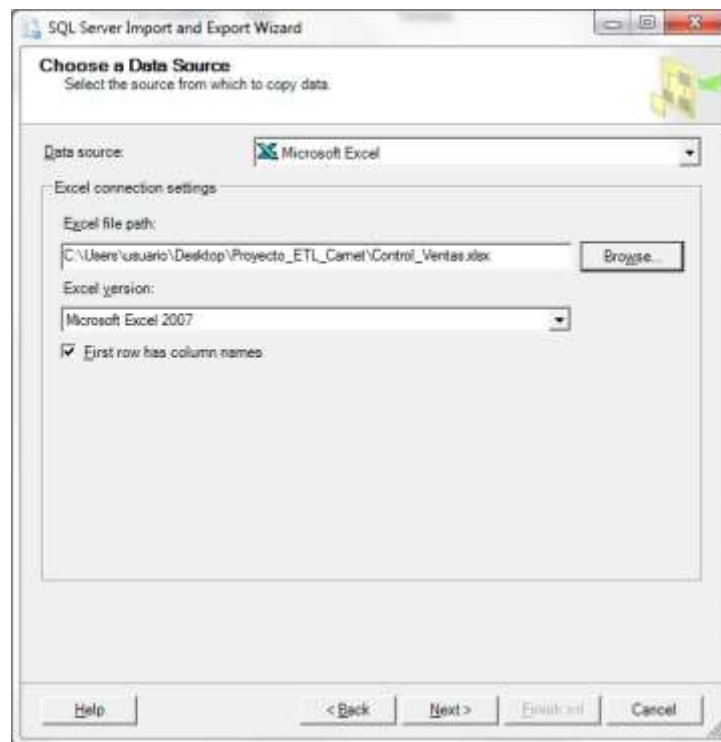 SQL Server Import and Export Wizard
Choose a Data Source
Select the source from which to copy data.
Data source: Microsoft Excel
Excel connection settings
Excel file path:
C:\Users\usuario\Desktop\Proyecto_ETL_Carnet\Control_Ventas.xlsx Browse...
Excel version:
Microsoft Excel 2007
First row has column names
Help < Back Next > Finish >>| Cancel